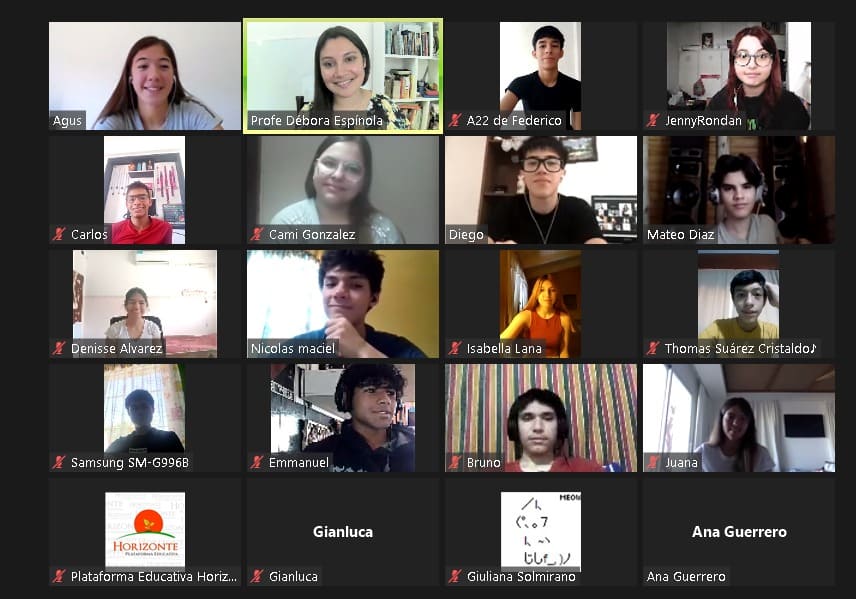 Agus
Profe Débora Espínola
A22 de Federico
JennyRondan
Carlos
Cami Gonzalez
Diego
Mateo Diaz
Denisse Alvarez
Nicolas maciel
Isabella Lana
Thomas Suárez Cristaldo♪
Samsung SM-G996B
Emmanuel
Bruno
Juana
HORIZONTE
PLATAFORMA EDUCATIVA
Plataforma Educativa Horiz...
Gianluca
Gianluca
MEOW
Giuliana Solmirano
Ana Guerrero
Ana Guerrero